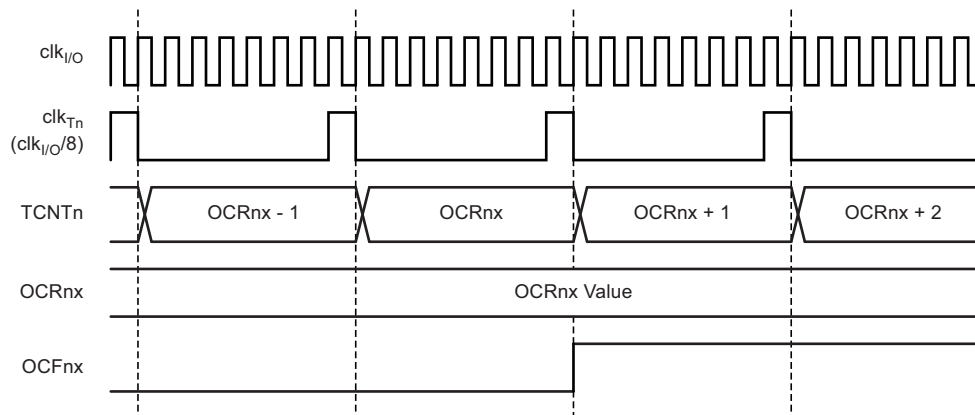 clkI/O
clkTn
(clkI/O/8)
TCNTn
OCRnx - 1
OCRnx
OCRnx + 1
OCRnx + 2
OCRnx
OCRnx Value
OCFnx